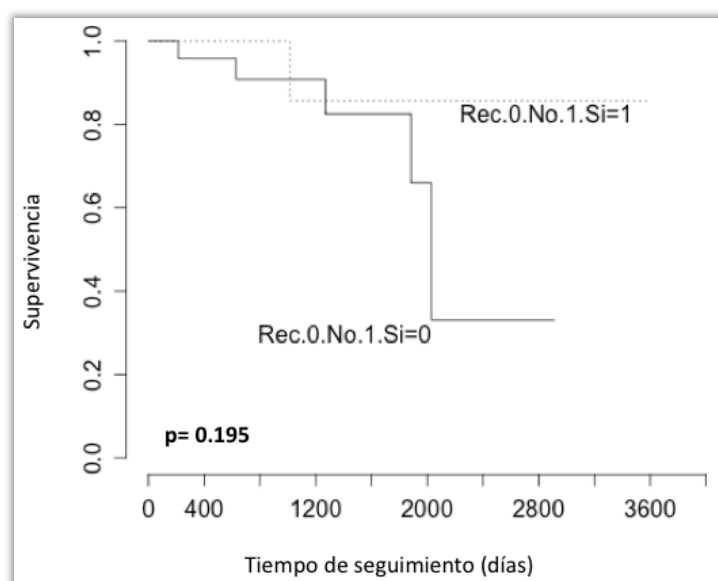 1.0
0.8
0.6
0.4
0.2
0.0
Supervivencia
Rec.0.No.1.Si=1
Rec.0.No.1.Si=0
p= 0.195
0 400 1200 2000 2800 3600
Tiempo de seguimiento (días)